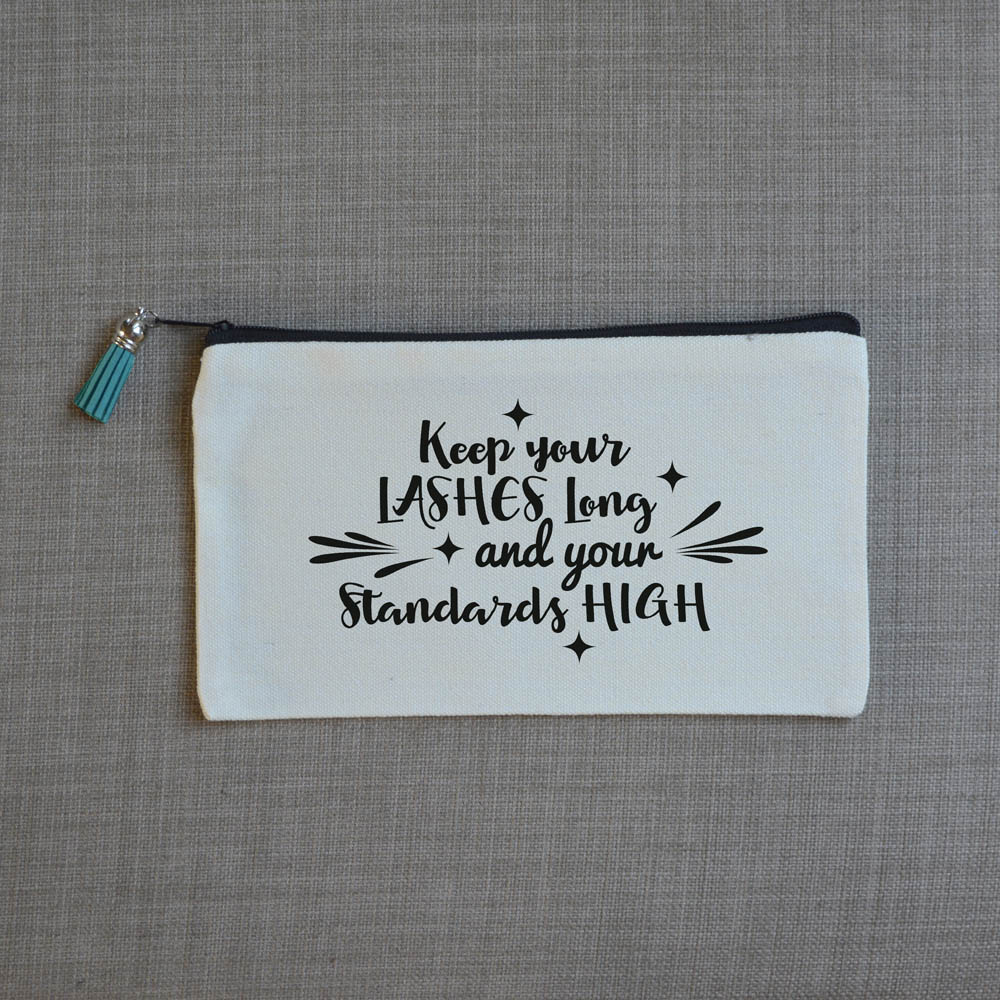 Keep your
LASHES Long
and your
Standards HIGH